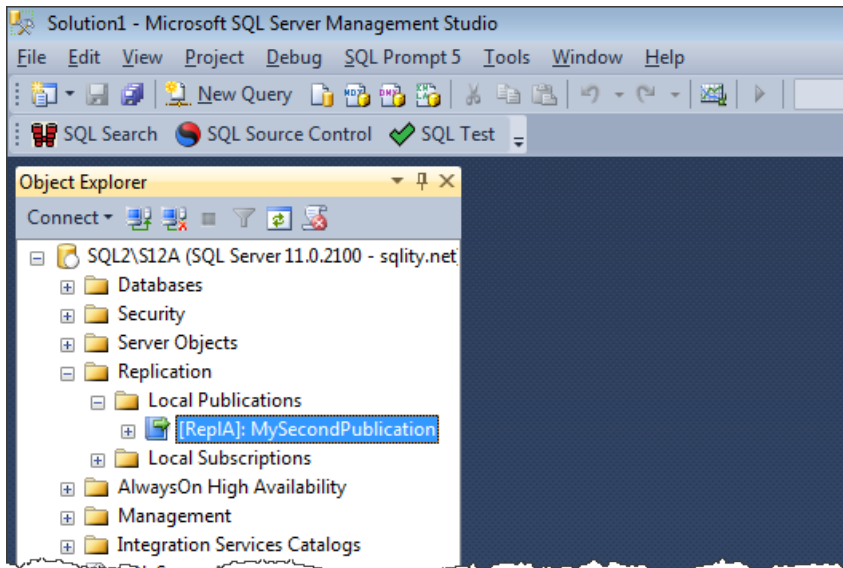 Solution1 - Microsoft SQL Server Management Studio
File Edit View Project Debug SQL Prompt 5 Tools Window Help
New Query
SQL Search SQL Source Control SQL Test
Object Explorer
Connect
SQL2\S12A (SQL Server 11.0.2100 - sqlity.net
Databases
Security
Server Objects
Replication
Local Publications
[ReplA]: MySecondPublication
Local Subscriptions
AlwaysOn High Availability
Management
Integration Services Catalogs